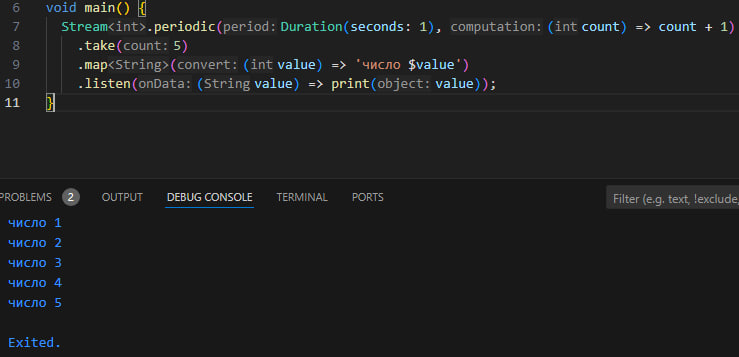 6 void main() {
7 Stream<int>.periodic(period: Duration(seconds: 1), computation: (int count) => count + 1)
8 .take(count: 5)
9 .map<String>(convert: (int value) => 'число $value')
10 .listen(onData: (String value) => print(object: value));
11 }
PROBLEMS 2 OUTPUT DEBUG CONSOLE TERMINAL PORTS Filter (e.g. text, !exclude,
число 1
число 2
число 3
число 4
число 5
Exited.